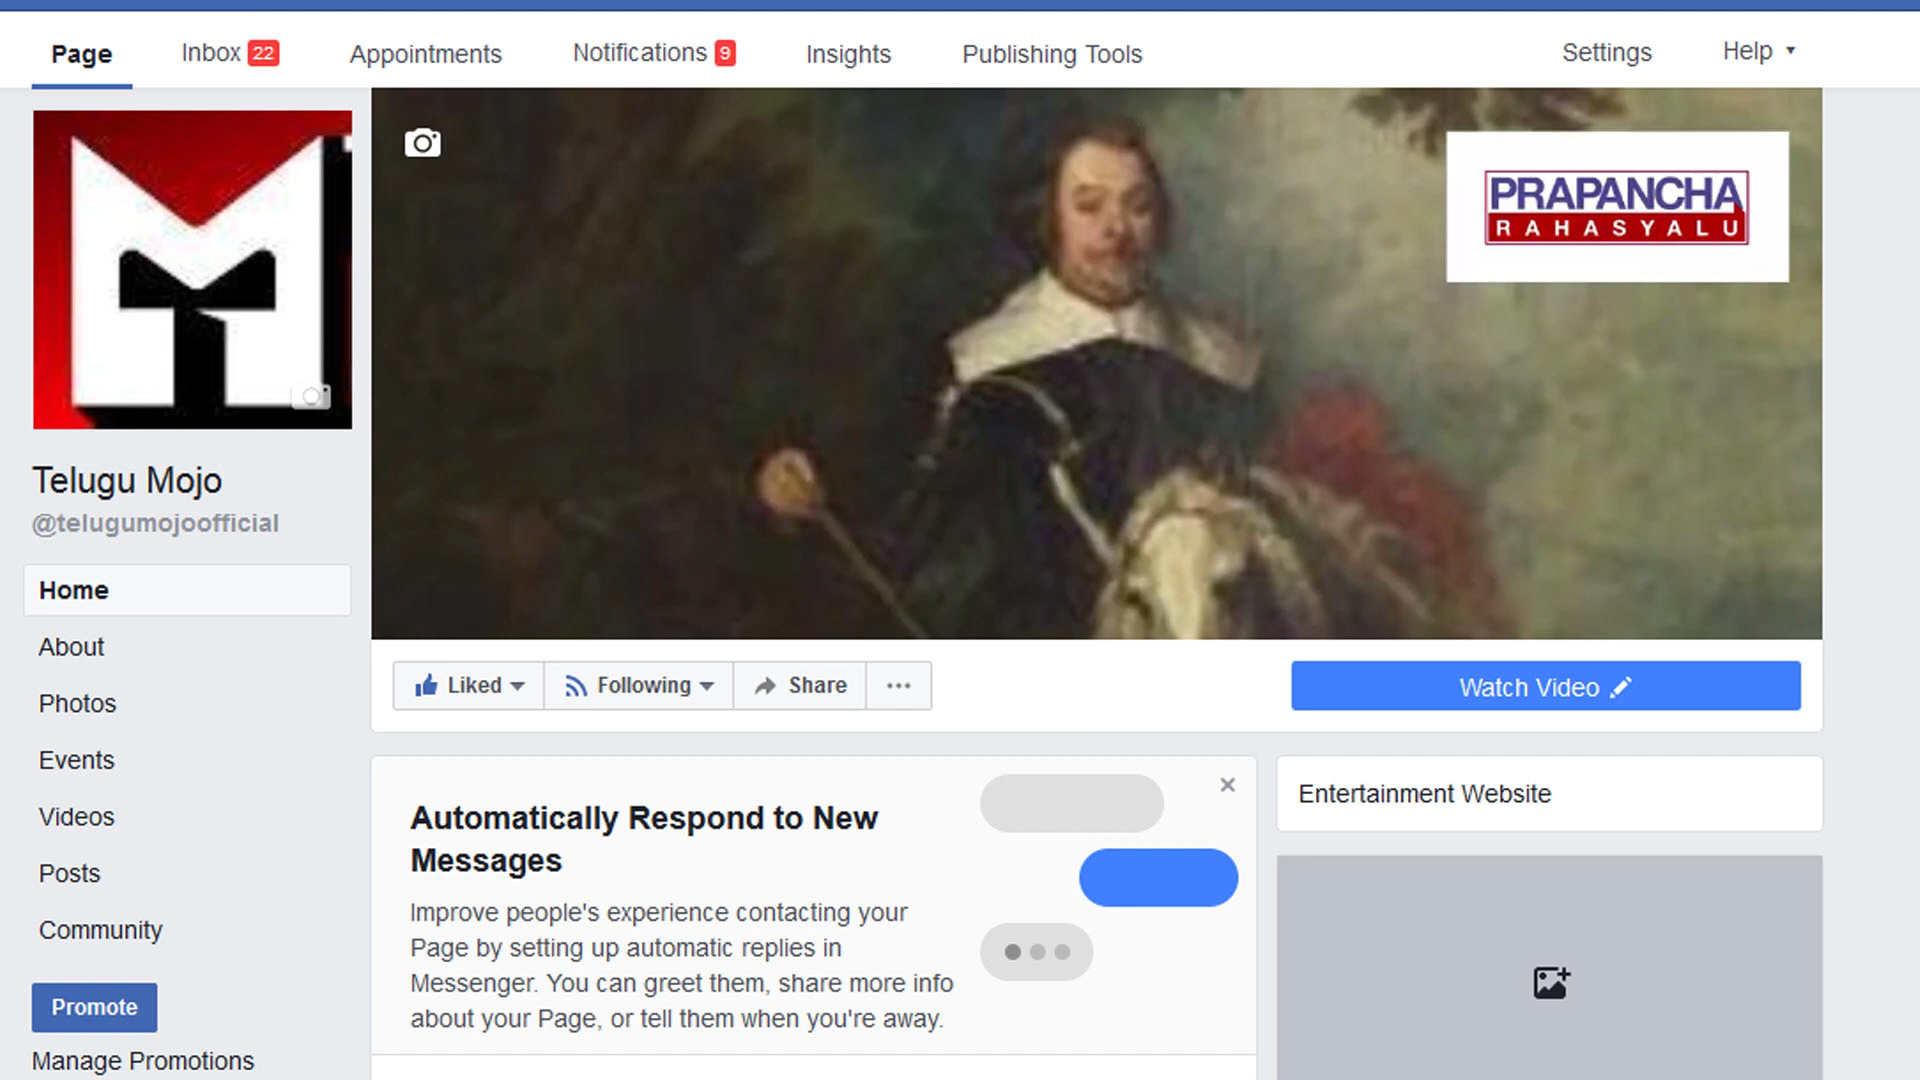 Page
Inbox 22
Appointments
Notifications 9
Insights
Publishing Tools
Settings
Help
PRAPANCHA
RAHASYALU
Telugu Mojo
@telugumojoofficial
Home
About
Photos
Events
Videos
Posts
Community
Promote
Manage Promotions
Liked
Following
Share
Watch Video
Automatically Respond to New
Messages
Improve people's experience contacting your
Page by setting up automatic replies in
Messenger. You can greet them, share more info
about your Page, or tell them when you're away.
Entertainment Website